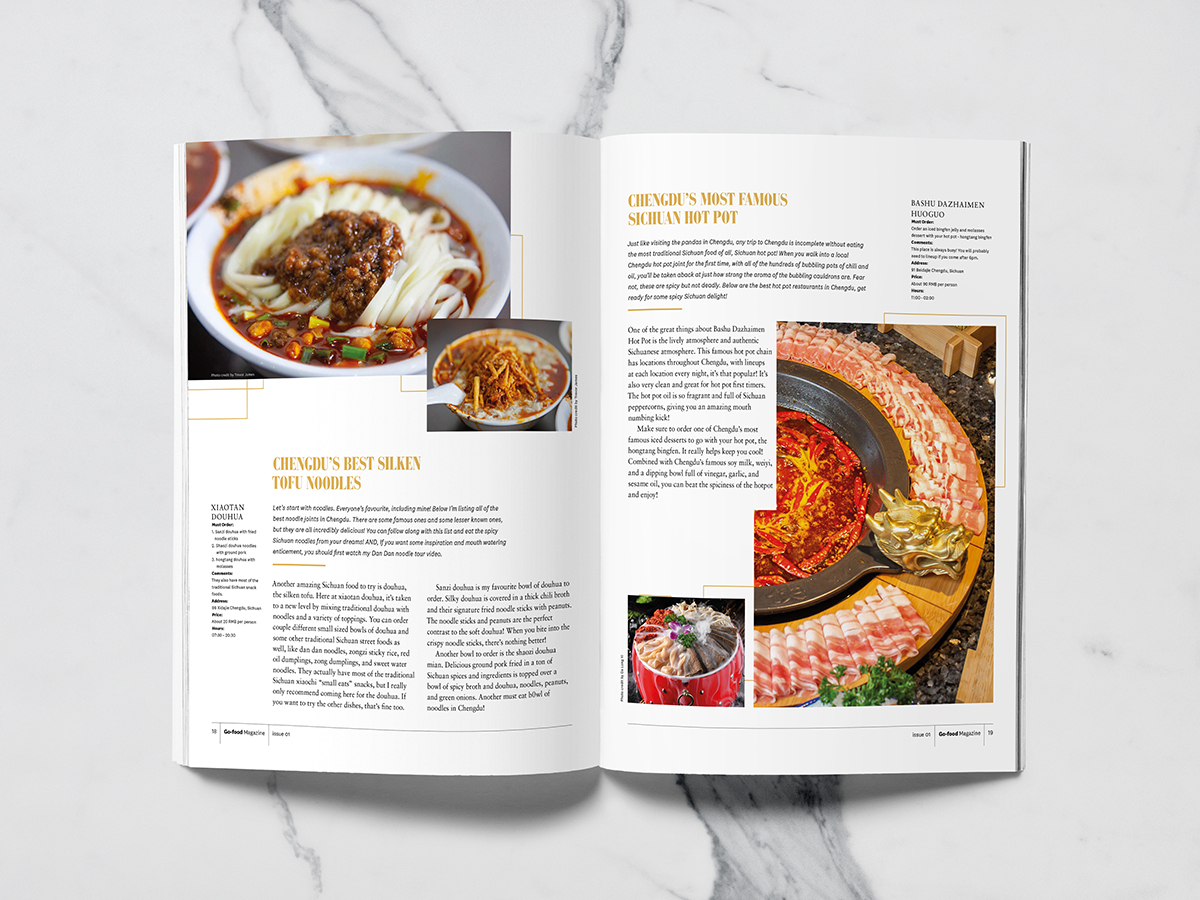 Photo credit by Trevor James
Photo credit by Trevor James
CHENGDU'S BEST SILKEN
TOFU NOODLES
Let's start with noodles. Everyone's favourite, including mine! Below I'm listing all of the
best noodle joints in Chengdu. There are some famous ones and some lesser known ones,
but they are all incredibly delicious! You can follow along with this list and eat the spicy
Sichuan noodles from your dreams! AND, if you want some inspiration and mouth watering
enticement, you should first watch my Dan Dan noodle tour video.
XIAOTAN
DOUHUA
Must Order:
1. Sanzi douhua with fried
noodle sticks
2. Shaozi douhua noodles
with ground pork
3. hongtang douhua with
molasses
Comments:
They also have most of the
traditional Sichuan snack
foods
Address:
86 Xidajie Chengdu, Sichuan
Price:
About 20 RMB per person
Hours:
07:30 - 20:30
Another amazing Sichuan food to try is douhua,
the silken tofu. Here at xiaotan douhua, it's taken
to a new level by mixing traditional douhua with
noodles and a variety of toppings. You can order
couple different small sized bowls of douhua and
some other traditional Sichuan street foods as
well, like dan dan noodles, zongzi sticky rice, red
oil dumplings, zong dumplings, and sweet water
noodles. They actually have most of the traditional
Sichuan xiaochi "small eats" snacks, but I really
only recommend coming here for the douhua. If
you want to try the other dishes, that's fine too.
Sanzi douhua is my favourite bowl of douhua to
order. Silky douhua is covered in a thick chili broth
and their signature fried noodle sticks with peanuts.
The noodle sticks and peanuts are the perfect
contrast to the soft douhua! When you bite into the
crispy noodle sticks, there's nothing better!
Another bowl to order is the shaozi douhua
mian. Delicious ground pork fried in a ton of
Sichuan spices and ingredients is topped over a
bowl of spicy broth and douhua, noodles, peanuts,
and green onions. Another must eat b0wl of
noodles in Chengdu!
18 Go-food Magazine issue 01
CHENGDU'S MOST FAMOUS
SICHUAN HOT POT
Just like visiting the pandas in Chengdu, any trip to Chengdu is incomplete without eating
the most traditional Sichuan food of all, Sichuan hot pot! When you walk into a local
Chengdu hot pot joint for the first time, with all of the hundreds of bubbling pots of chili and
oil, you'll be taken aback at just how strong the aroma of the bubbling cauldrons are. Fear
not, these are spicy but not deadly. Below are the best hot pot restaurants in Chengdu, get
ready for some spicy Sichuan delight!
BASHU DAZHAIMEN
HUOGUO
Must Order:
Order an iced bingfen jelly and molasses
dessert with your hot pot - hongtang bingfen
Comments:
This place is always busy! You will probably
need to lineup if you come after 6pm.
Address:
91 Beidajie Chengdu, Sichuan
Price:
About 90 RMB per person
Hours:
11:00 - 02:00
One of the great things about Bashu Dazhaimen
Hot Pot is the lively atmosphere and authentic
Sichuanese atmosphere. This famous hot pot chain
has locations throughout Chengdu, with lineups
at each location every night, it's that popular! It's
also very clean and great for hot pot first timers.
The hot pot oil is so fragrant and full of Sichuan
peppercorns, giving you an amazing mouth
numbing kick!
Make sure to order one of Chengdu's most
famous iced desserts to go with your hot pot, the
hongtang bingfen. It really helps keep you cool!
Combined with Chengdu's famous soy milk, weiyi,
and a dipping bowl full of vinegar, garlic, and
sesame oil, you can beat the spiciness of the hotpot
and enjoy!
Photo credit by
issue 01 Go-food Magazine 19